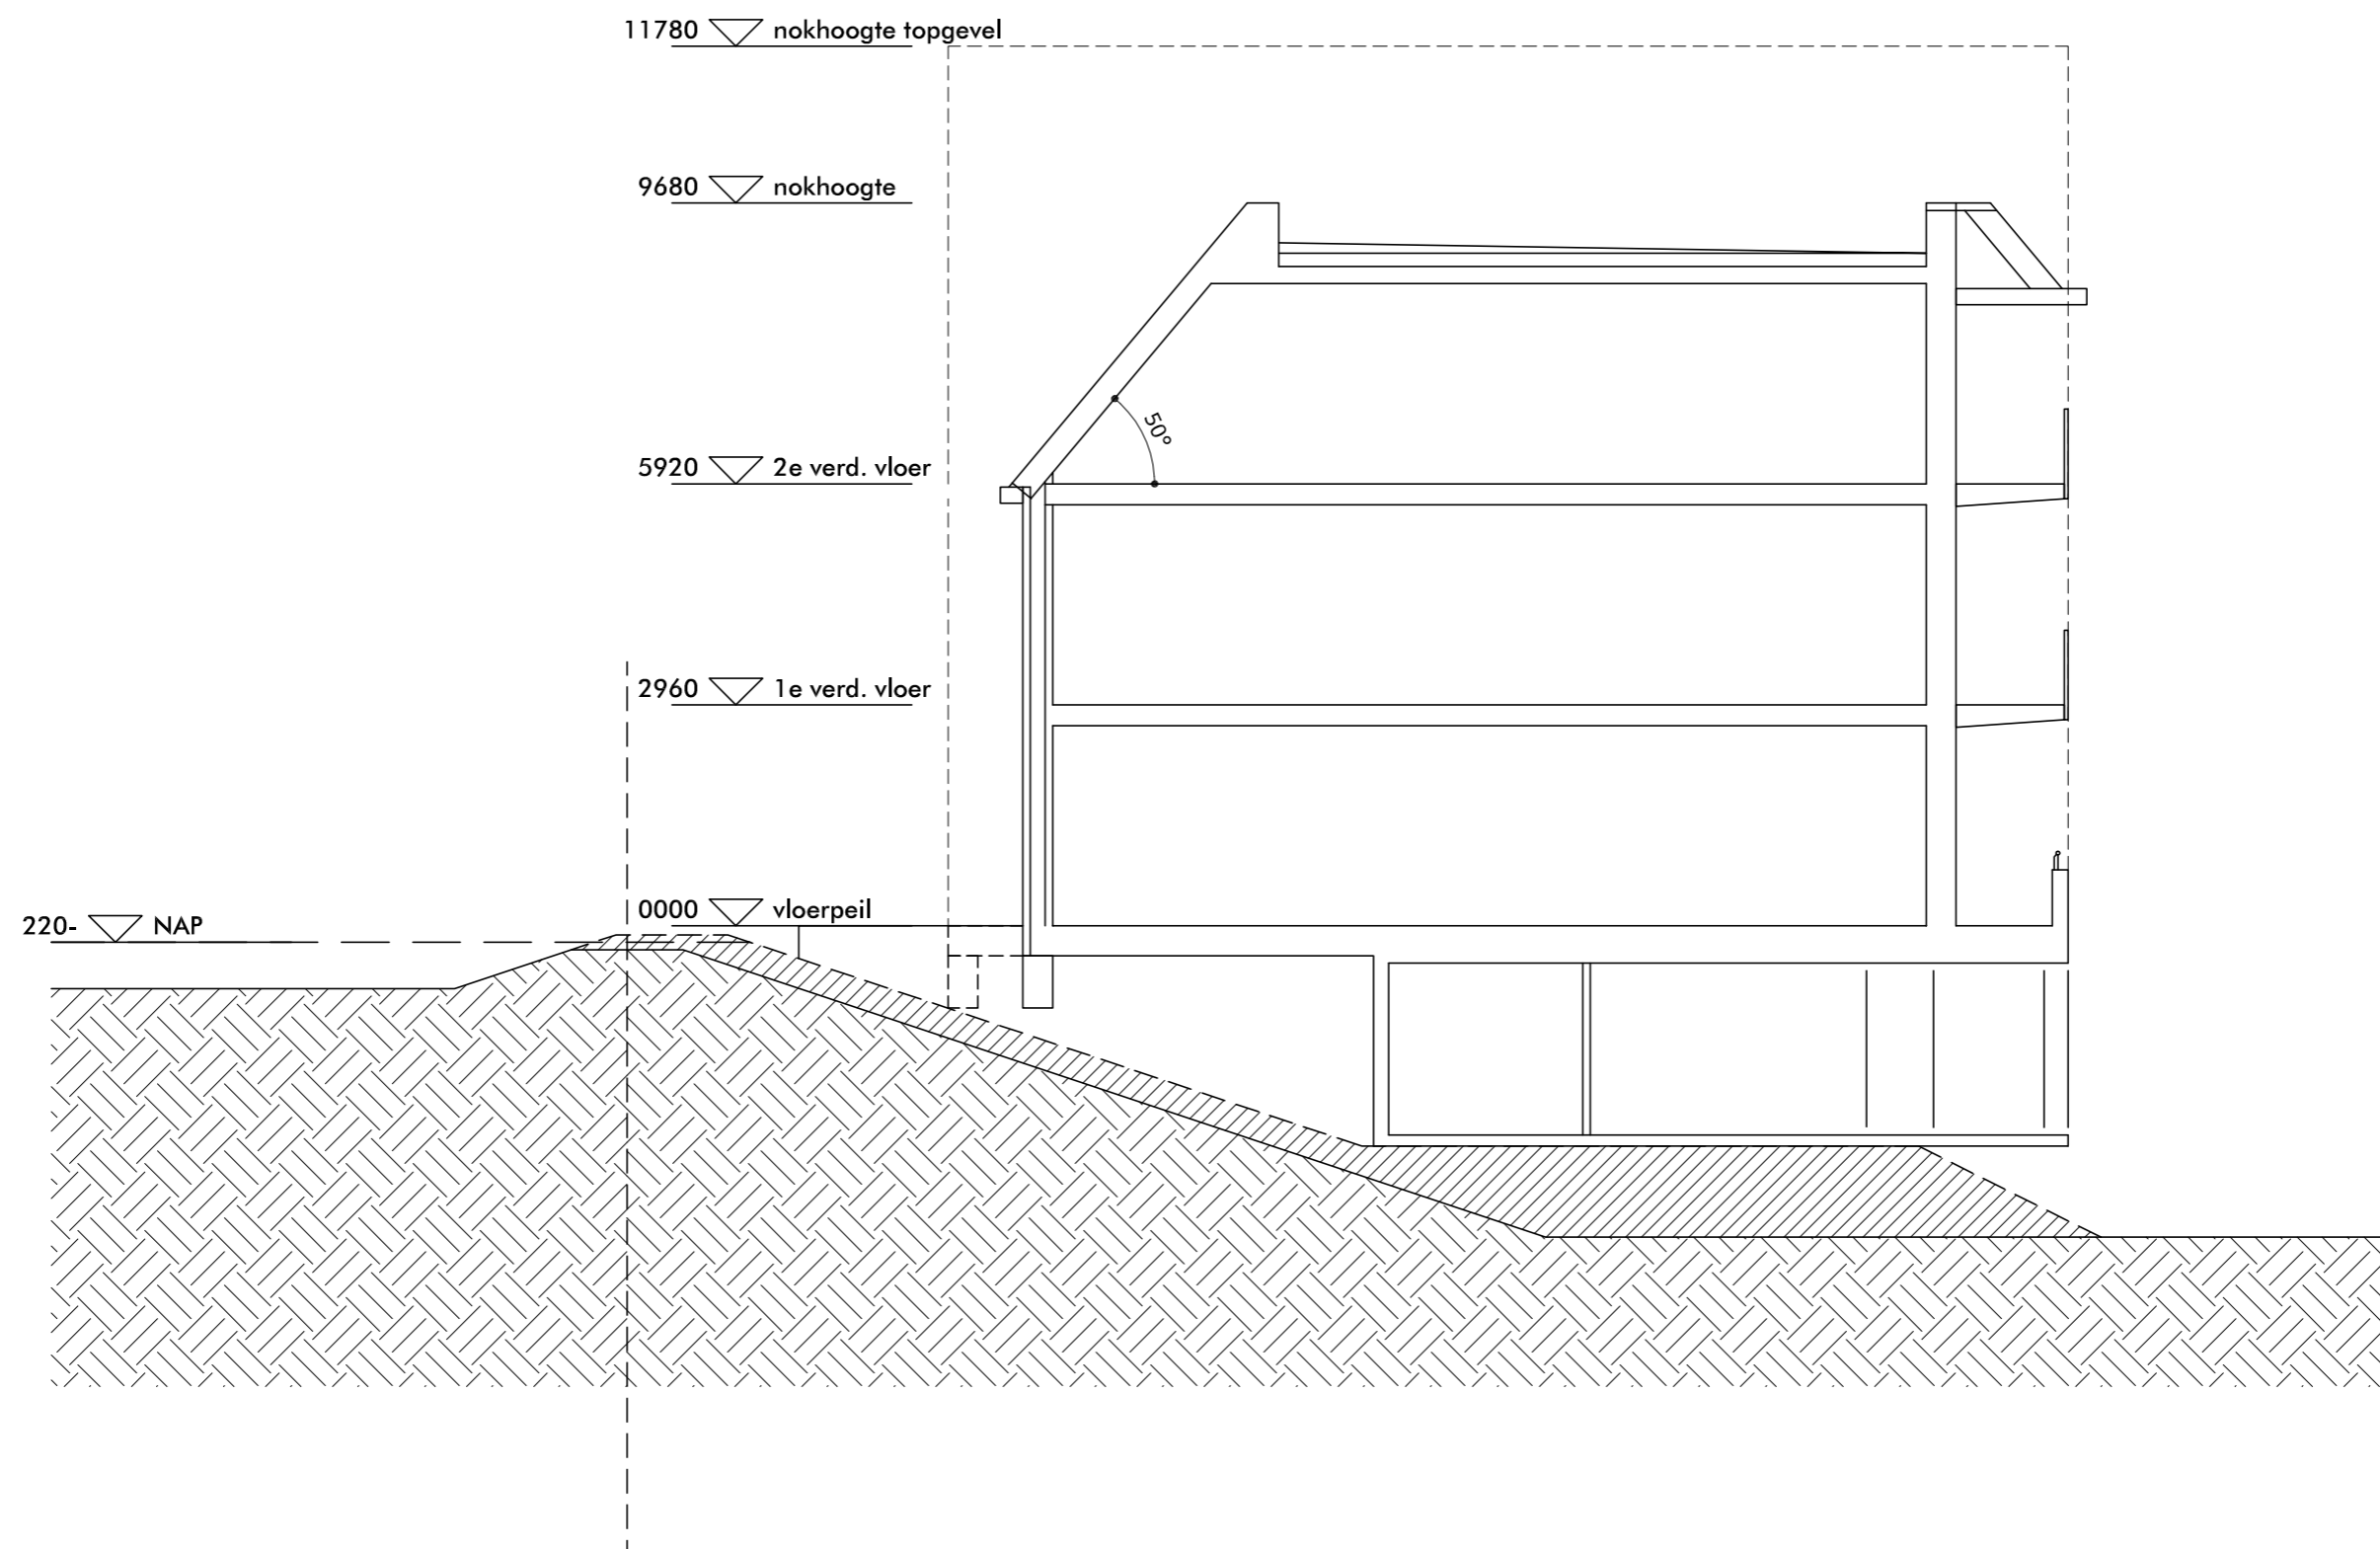 11780 nokhoogte topgevel
9680 nokhoogte
50°
5920 2e verd. vloer
2960 1e verd. vloer
0000 vloerpeil
220- NAP